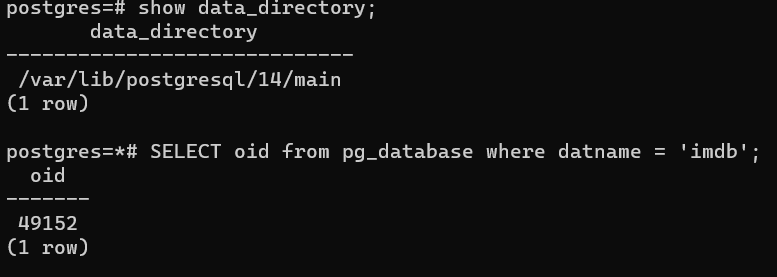 postgres=# show data_directory;
       data_directory
-----------------------------
 /var/lib/postgresql/14/main
(1 row)

postgres=*# SELECT oid from pg_database where datname = 'imdb';
  oid
-------
 49152
(1 row)